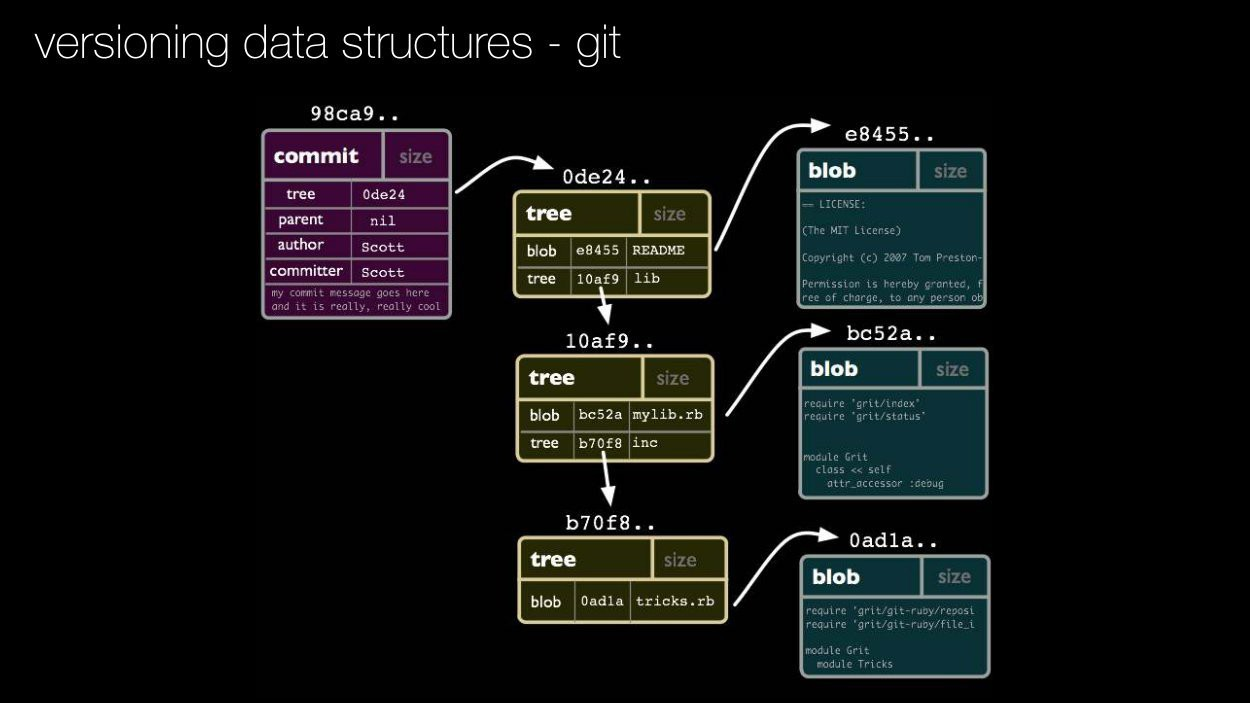 versioning data structures - git
98ca9..
commit size
tree 0de24
parent nil
author Scott
committer Scott
my commit message goes here
and it is really, really cool
0de24..
tree size
blob e8455 README
tree 10af9 lib
10af9..
tree size
blob bc52a mylib.rb
tree b70f8 inc
b70f8..
tree size
blob 0ad1a tricks.rb
e8455..
blob size
== LICENSE:
(The MIT License)
Copyright (c) 2007 Tom Preston-
Permission is hereby granted, f
ree of charge, to any person ob
bc52a..
blob size
require 'grit/index'
require 'grit/status'
module Grit
class << self
attr_accessor :debug
0ad1a..
blob size
require 'grit/git-ruby/reposi
require 'grit/git-ruby/file_i
module Grit
module Tricks